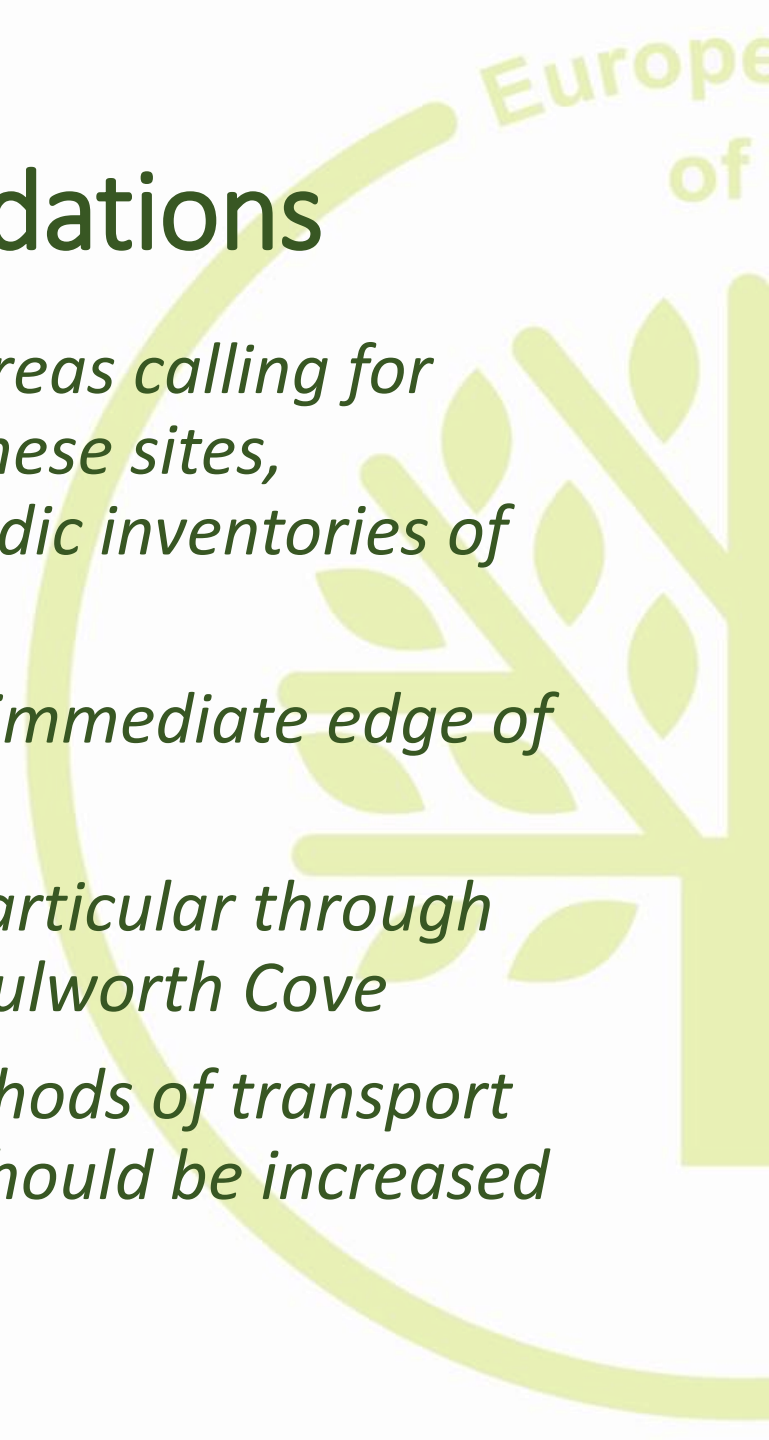 Europe
of
dations
reas calling for
hese sites,
dic inventories of
immediate edge of
articular through
ulworth Cove
hods of transport
hould be increased